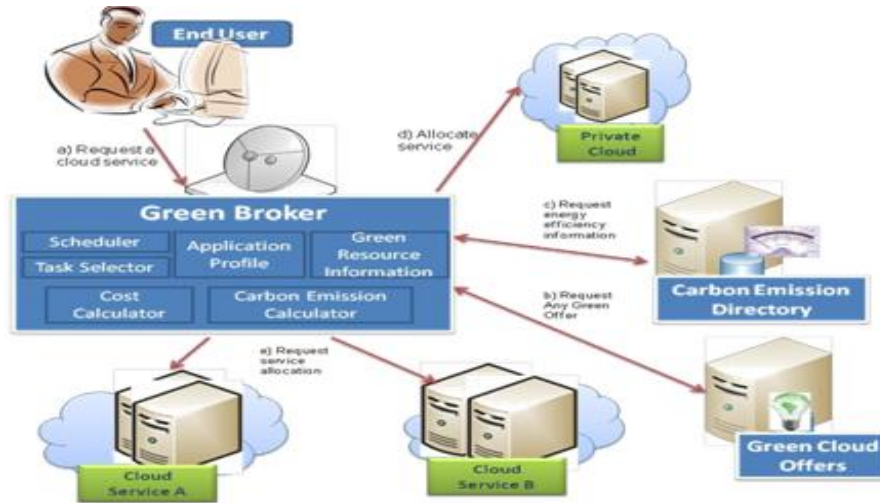 End User
a) Request a
cloud service
d) Allocate
service
Private
Cloud
Green Broker
Scheduler
Task Selector
Application
Profile
Green
Resource
Information
Cost
Calculator
Carbon Emission
Calculator
c) Request
energy
efficiency
information
Carbon Emission
Directory
b) Request
Any Green
Offer
e) Request
service
allocation
Cloud
Service A
Cloud
Service B
Green Cloud
Offers